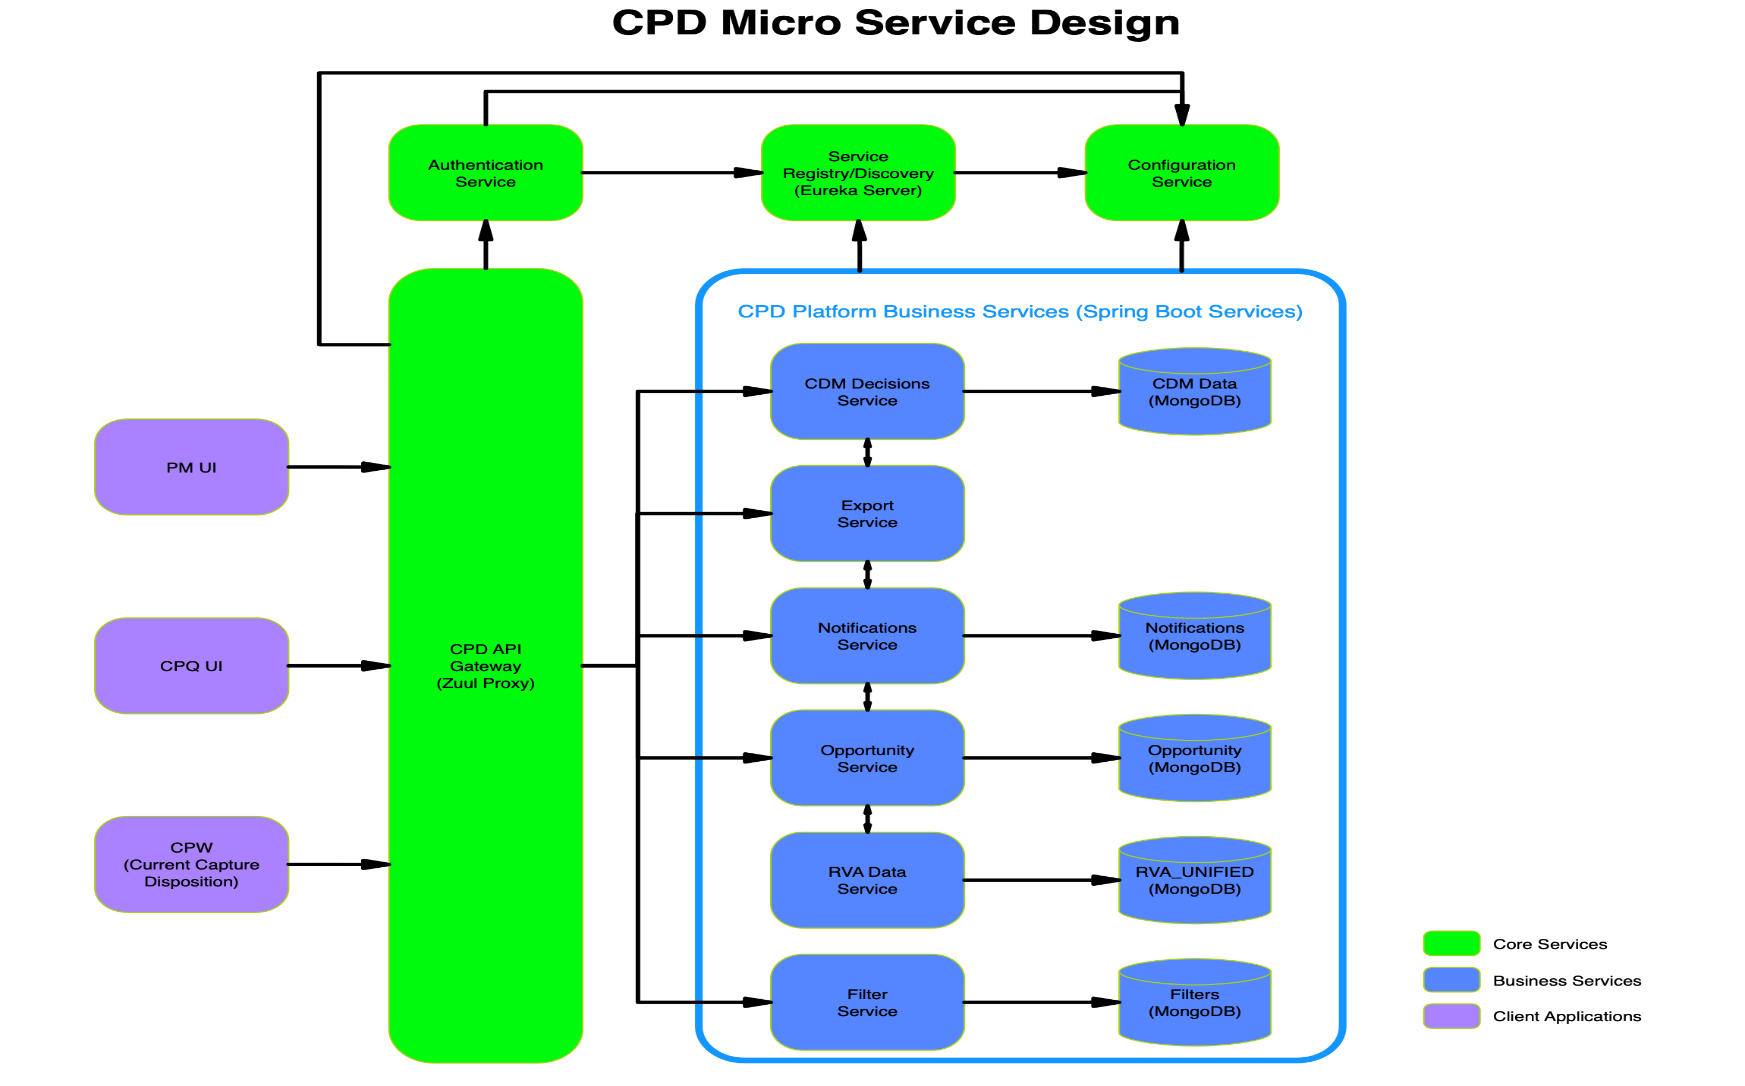 CPD Micro Service Design
Authentication
Service
Service
Registry/Discovery
(Eureka Server)
Configuration
Service
CPD Platform Business Services (Spring Boot Services)
CDM Decisions
Service
CDM Data
(MongoDB)
PM UI
Export
Service
CPQ UI
CPD API
Gateway
(Zuul Proxy)
Notifications
Service
Notifications
(MongoDB)
Opportunity
Service
Opportunity
(MongoDB)
CPW
(Current Capture
Disposition)
RVA Data
Service
RVA_UNIFIED
(MongoDB)
Filter
Service
Filters
(MongoDB)
Core Services
Business Services
Client Applications